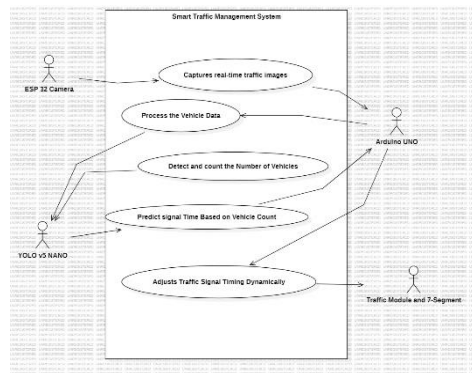 Smart Traffic Management System
Captures real-time traffic images
ESP 32 Camera
Process the Vehicle Data
Arduino UNO
Detect and count the Number of Vehicles
Predict signal Time Based on Vehicle Count
YOLO v5 NANO
Adjusts Traffic Signal Timing Dynamically
Traffic Module and 7-Segment